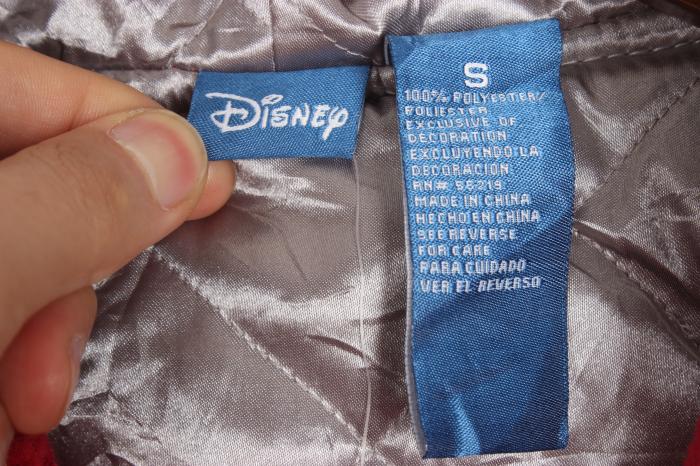 Disney
S
100% POLYESTER/
POLIESTER
EXCLUSIVE OF
DECORATION
EXCLUYENDO LA
DECORACION
RN# 56219
MADE IN CHINA
HECHO EN CHINA
SEE REVERSE
FOR CARE
PARA CUIDADO
VER EL REVERSO